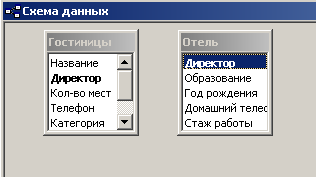 Схема данных
Гостиницы
Название
Директор
Кол-во мест
Телефон
Категория
Отель
Директор
Образование
Год рождения
Домашний телес
Стаж работы